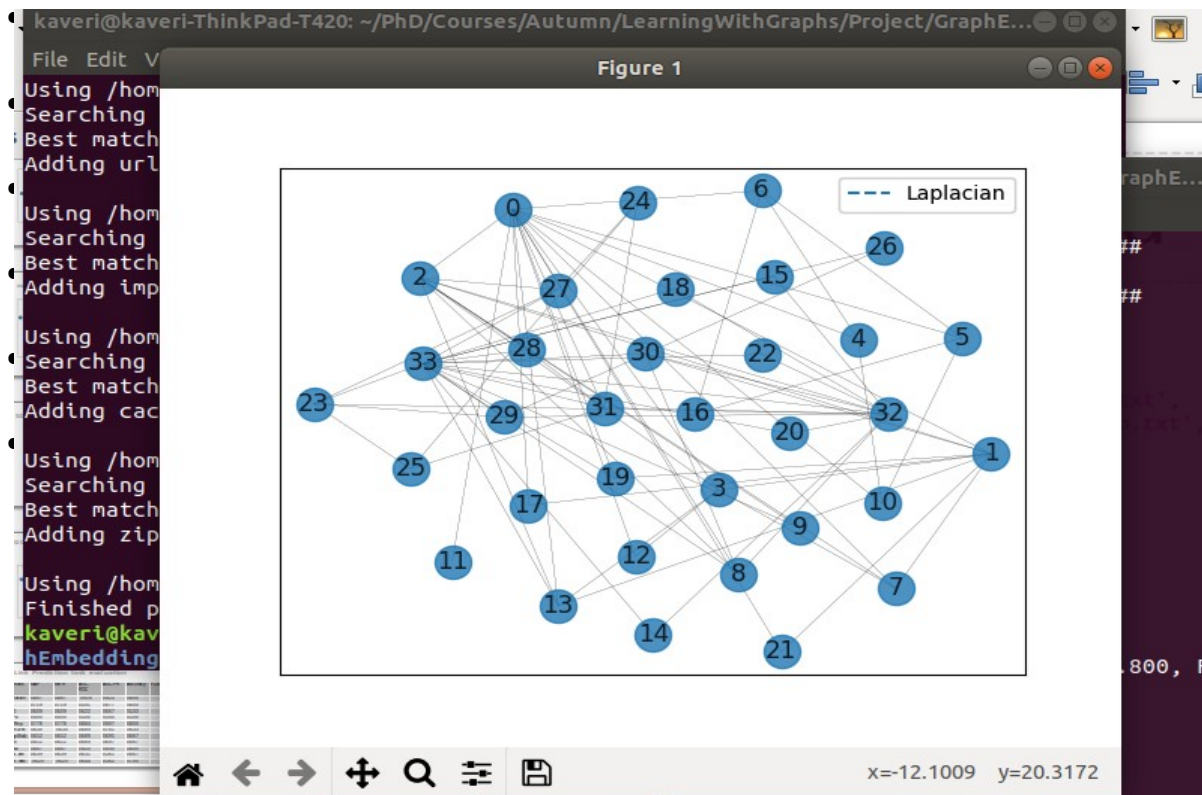 kaveri@kaveri-ThinkPad-T420: ~/PhD/Courses/Autumn/LearningWithGraphs/Project/GraphE...
File Edit V
Figure 1
Using /hom
Searching
Best match
Adding url
Using /hom
Searching
Best match
Adding imp
Using /hom
Searching
Best match
Adding cac
Using /hom
Searching
Best match
Adding zip
Using /hom
Finished p
kaveri@kav
hEmbedding
raphE...
##
##
.800, F
Laplacian
0
24
6
26
2
27
18
15
4
5
33
28
30
22
23
29
31
16
32
20
1
25
19
3
10
17
9
11
12
8
7
13
14
21
x=-12.1009 y=20.3172